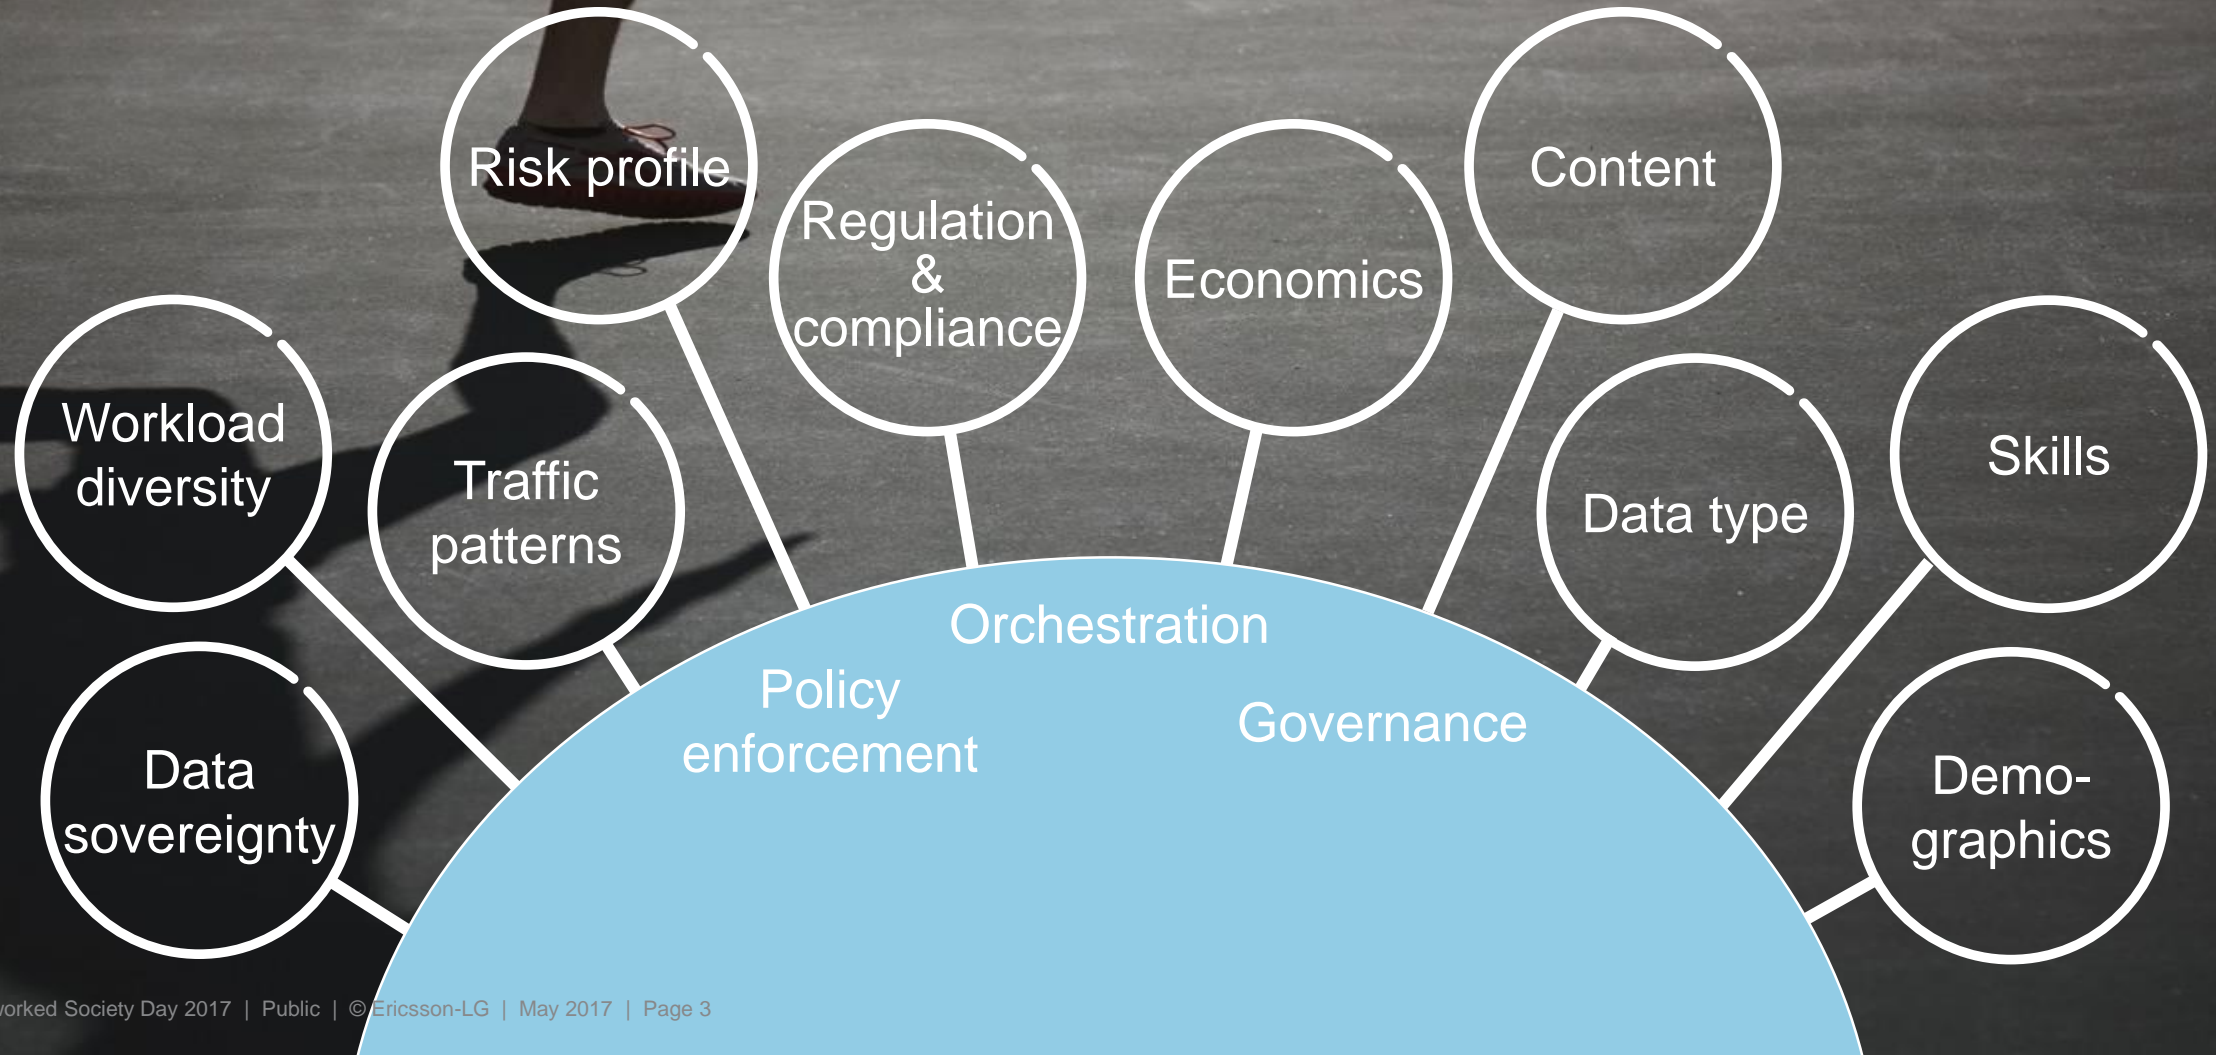 Risk profile
Content
Regulation
&
compliance
Economics
Workload
diversity
Traffic
patterns
Data type
Skills
Orchestration
Policy
enforcement
Governance
Data
sovereignty
Demo-
graphics
Society Day 2017 | Public | © Ericsson-LG | May 2017 | Page 3